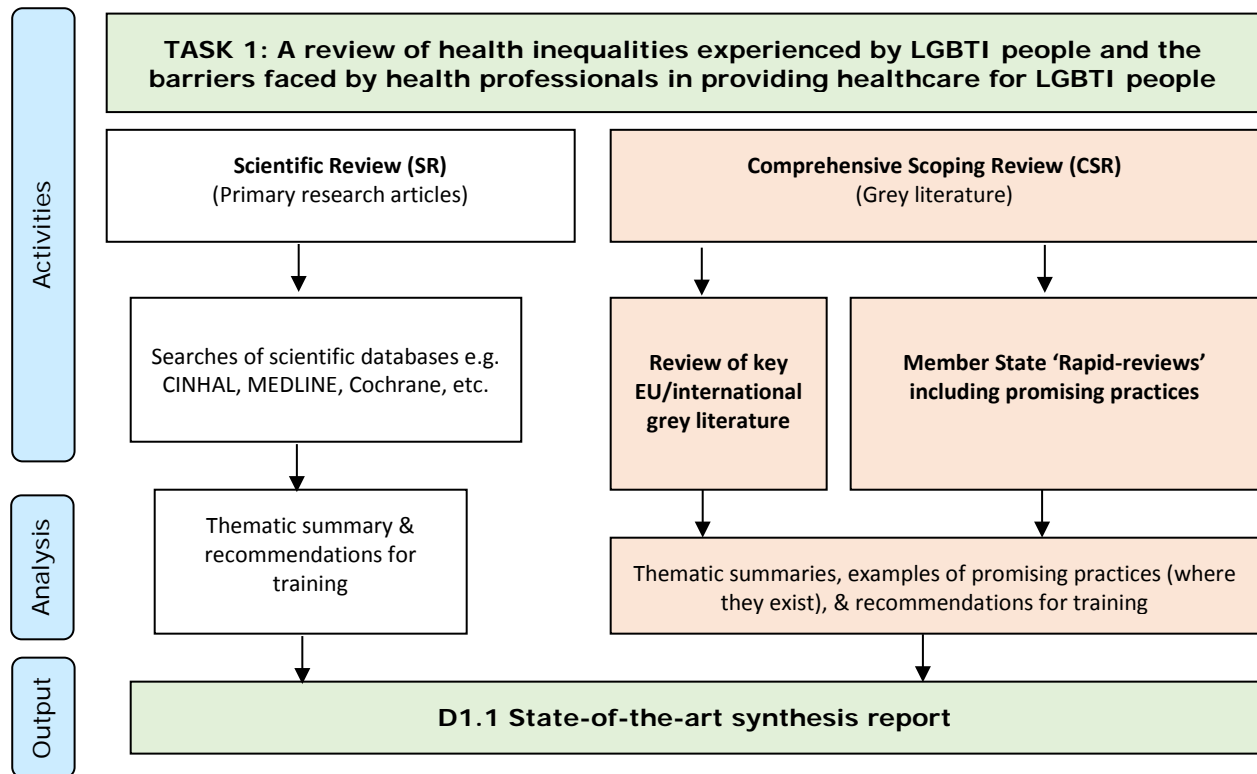 TASK 1: A review of health inequalities experienced by LGBTI people and the
barriers faced by health professionals in providing healthcare for LGBTI people
Activities
Scientific Review (SR)
(Primary research articles)
Comprehensive Scoping Review (CSR)
(Grey literature)
Searches of scientific databases e.g.
CINHAL, MEDLINE, Cochrane, etc.
Review of key
EU/international
grey literature
Member State ‘Rapid-reviews’
including promising practices
Analysis
Thematic summary &
recommendations for
training
Thematic summaries, examples of promising practices (where
they exist), & recommendations for training
Output
D1.1 State-of-the-art synthesis report